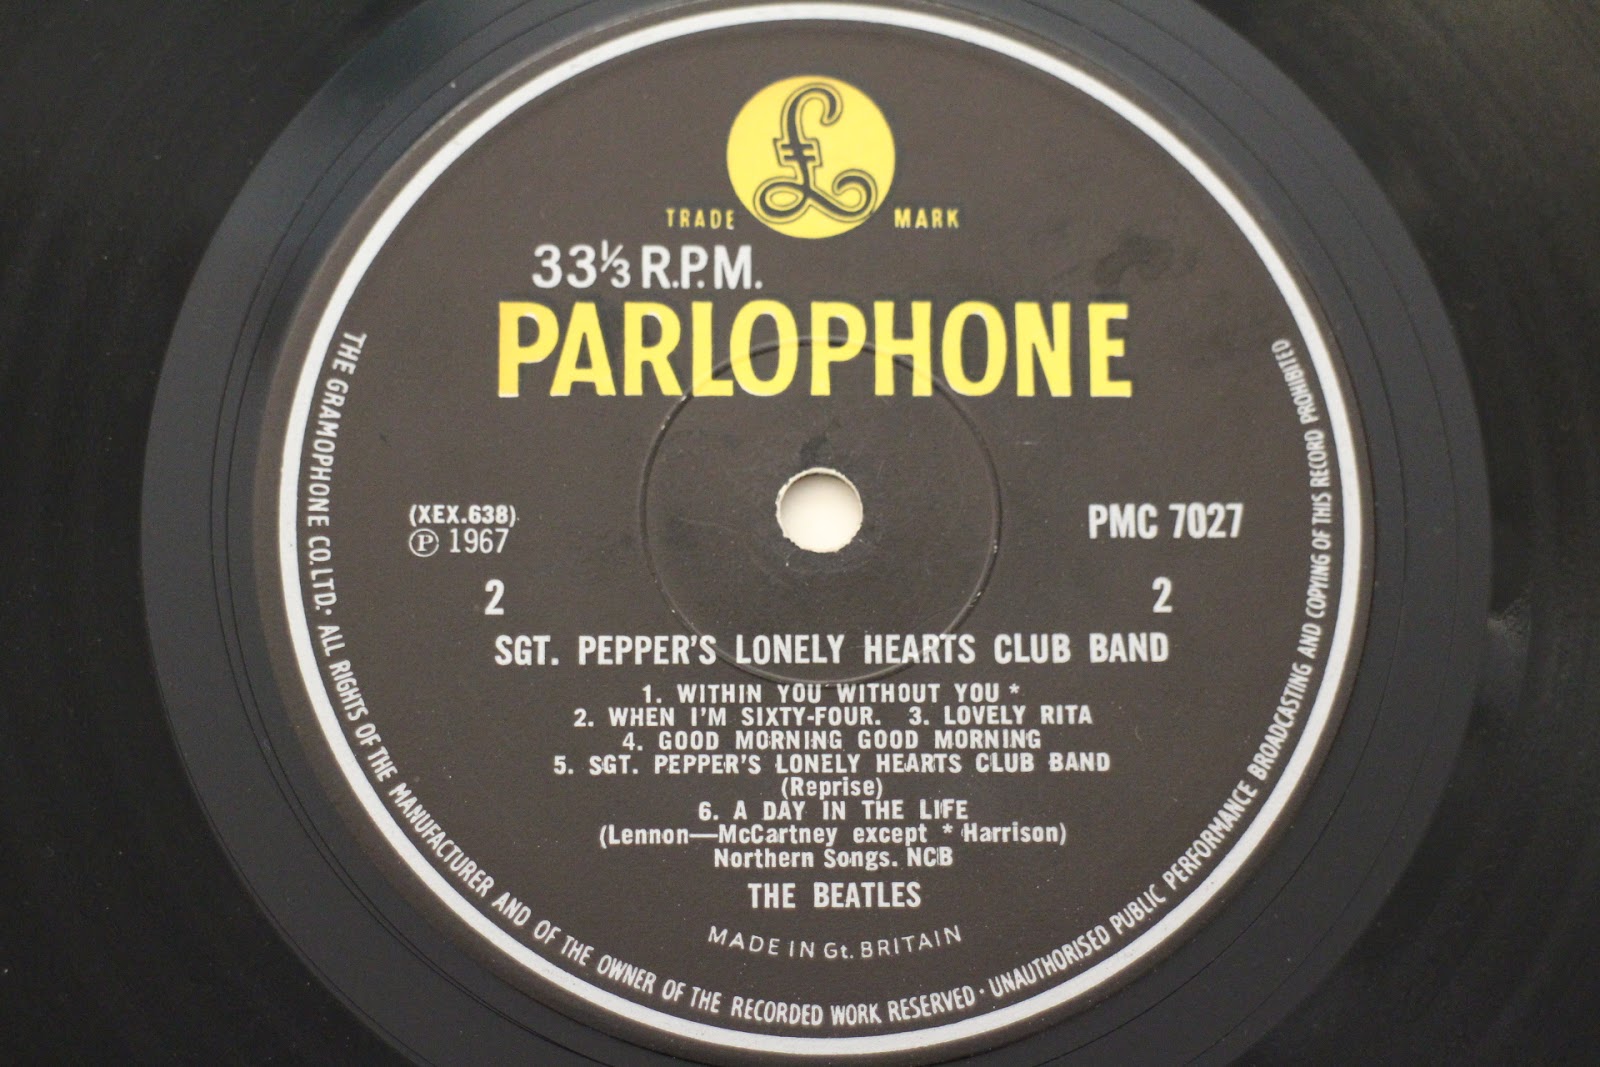 £
TRADE MARK
33⅓ R.P.M.
PARLOPHONE
(XEX.638)
Ⓟ 1967
PMC 7027
2 2
SGT. PEPPER'S LONELY HEARTS CLUB BAND
1. WITHIN YOU WITHOUT YOU *
2. WHEN I'M SIXTY-FOUR. 3. LOVELY RITA
4. GOOD MORNING GOOD MORNING
5. SGT. PEPPER'S LONELY HEARTS CLUB BAND
(Reprise)
6. A DAY IN THE LIFE
(Lennon—McCartney except * Harrison)
Northern Songs. NCB
THE BEATLES
MADE IN Gt. BRITAIN
THE GRAMOPHONE CO. LTD. · ALL RIGHTS OF THE MANUFACTURER AND OF THE OWNER OF THE RECORDED WORK RESERVED · UNAUTHORISED PUBLIC PERFORMANCE BROADCASTING AND COPYING OF THIS RECORD PROHIBITED